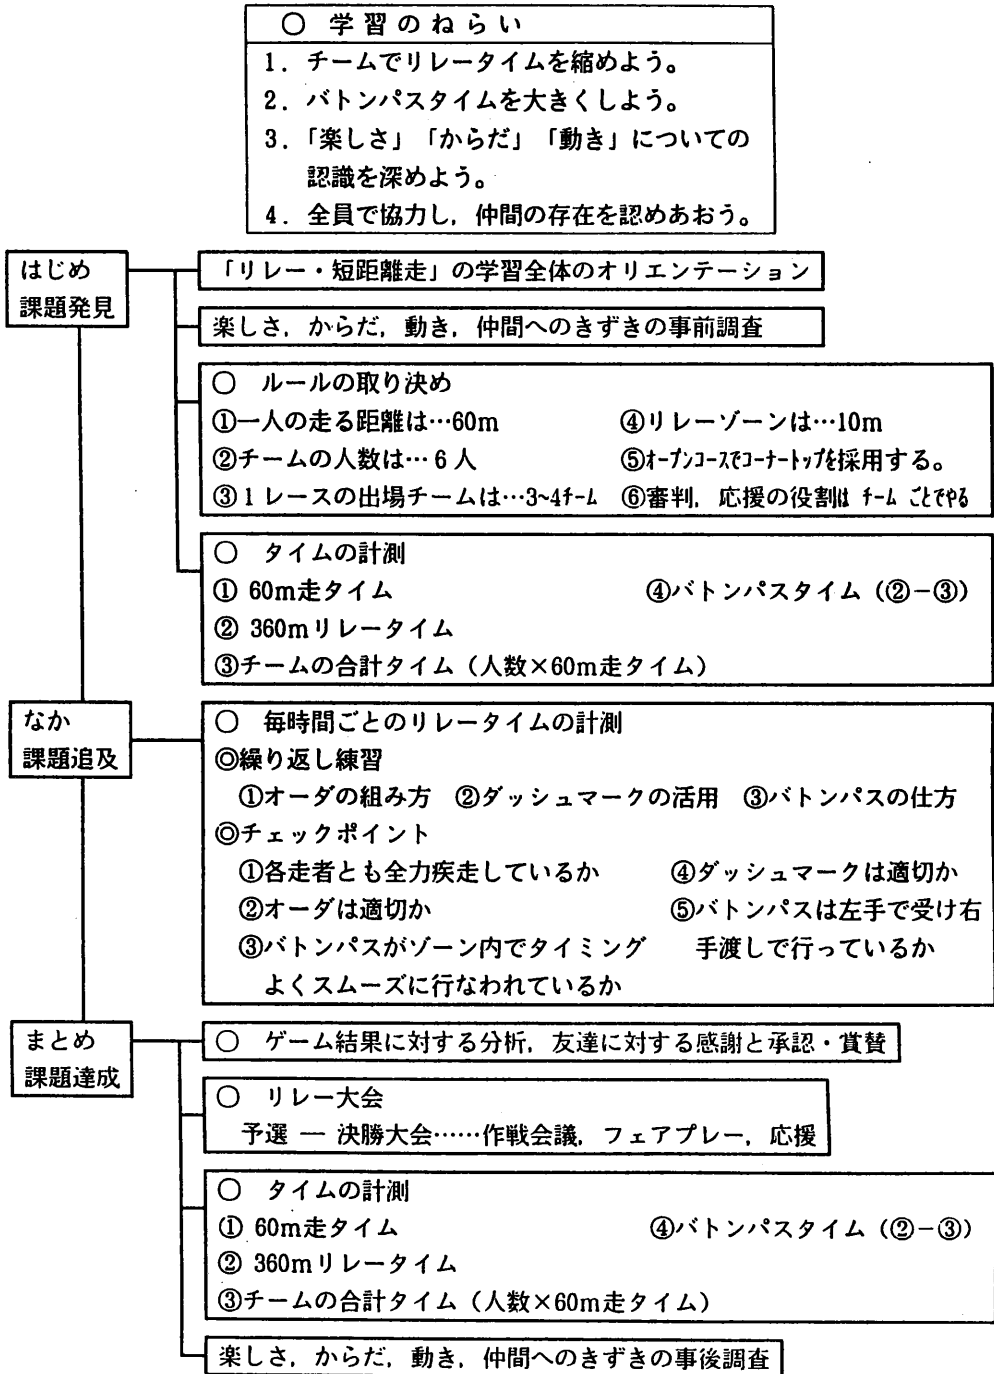 ○ 学習のねらい
1. チームでリレータイムを縮めよう。
2. バトンパスタイムを大きくしよう。
3. 「楽しさ」「からだ」「動き」についての
認識を深めよう。
4. 全員で協力し，仲間の存在を認めあおう。
はじめ
課題発見
「リレー・短距離走」の学習全体のオリエンテーション
楽しさ，からだ，動き，仲間へのきずきの事前調査
○ ルールの取り決め
①一人の走る距離は…60m ④リレーゾーンは…10m
②チームの人数は…6人 ⑤オープンコースでコーナートップを採用する。
③1レースの出場チームは…3~4チーム ⑥審判，応援の役割は チーム ごとでやる
○ タイムの計測
① 60m走タイム ④バトンパスタイム（②−③）
② 360mリレータイム
③チームの合計タイム（人数×60m走タイム）
なか
課題追及
○ 毎時間ごとのリレータイムの計測
◎繰り返し練習
①オーダの組み方 ②ダッシュマークの活用 ③バトンパスの仕方
◎チェックポイント
①各走者とも全力疾走しているか ④ダッシュマークは適切か
②オーダは適切か ⑤バトンパスは左手で受け右
③バトンパスがゾーン内でタイミング 手渡しで行っているか
よくスムーズに行なわれているか
まとめ
課題達成
○ ゲーム結果に対する分析，友達に対する感謝と承認・賞賛
○ リレー大会
予選 — 決勝大会……作戦会議，フェアプレー，応援
○ タイムの計測
① 60m走タイム ④バトンパスタイム（②−③）
② 360mリレータイム
③チームの合計タイム（人数×60m走タイム）
楽しさ，からだ，動き，仲間へのきずきの事後調査